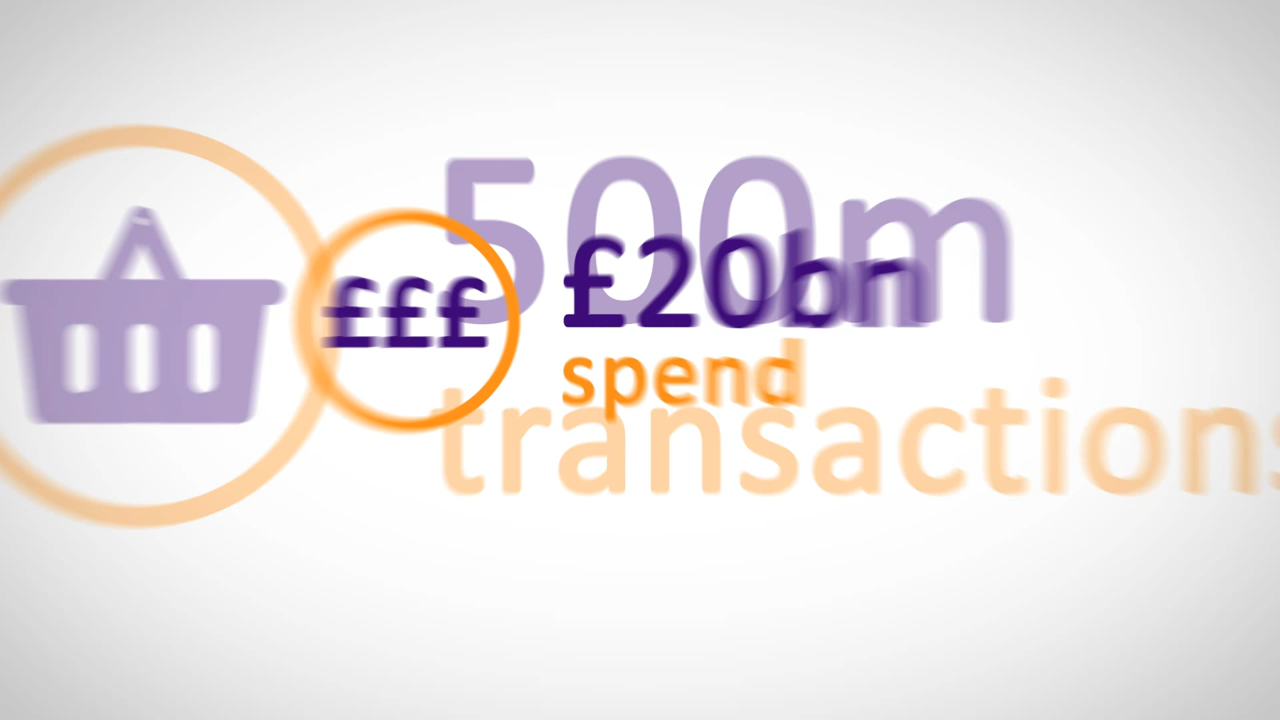 500m
transactions
£££
£20bn
spend